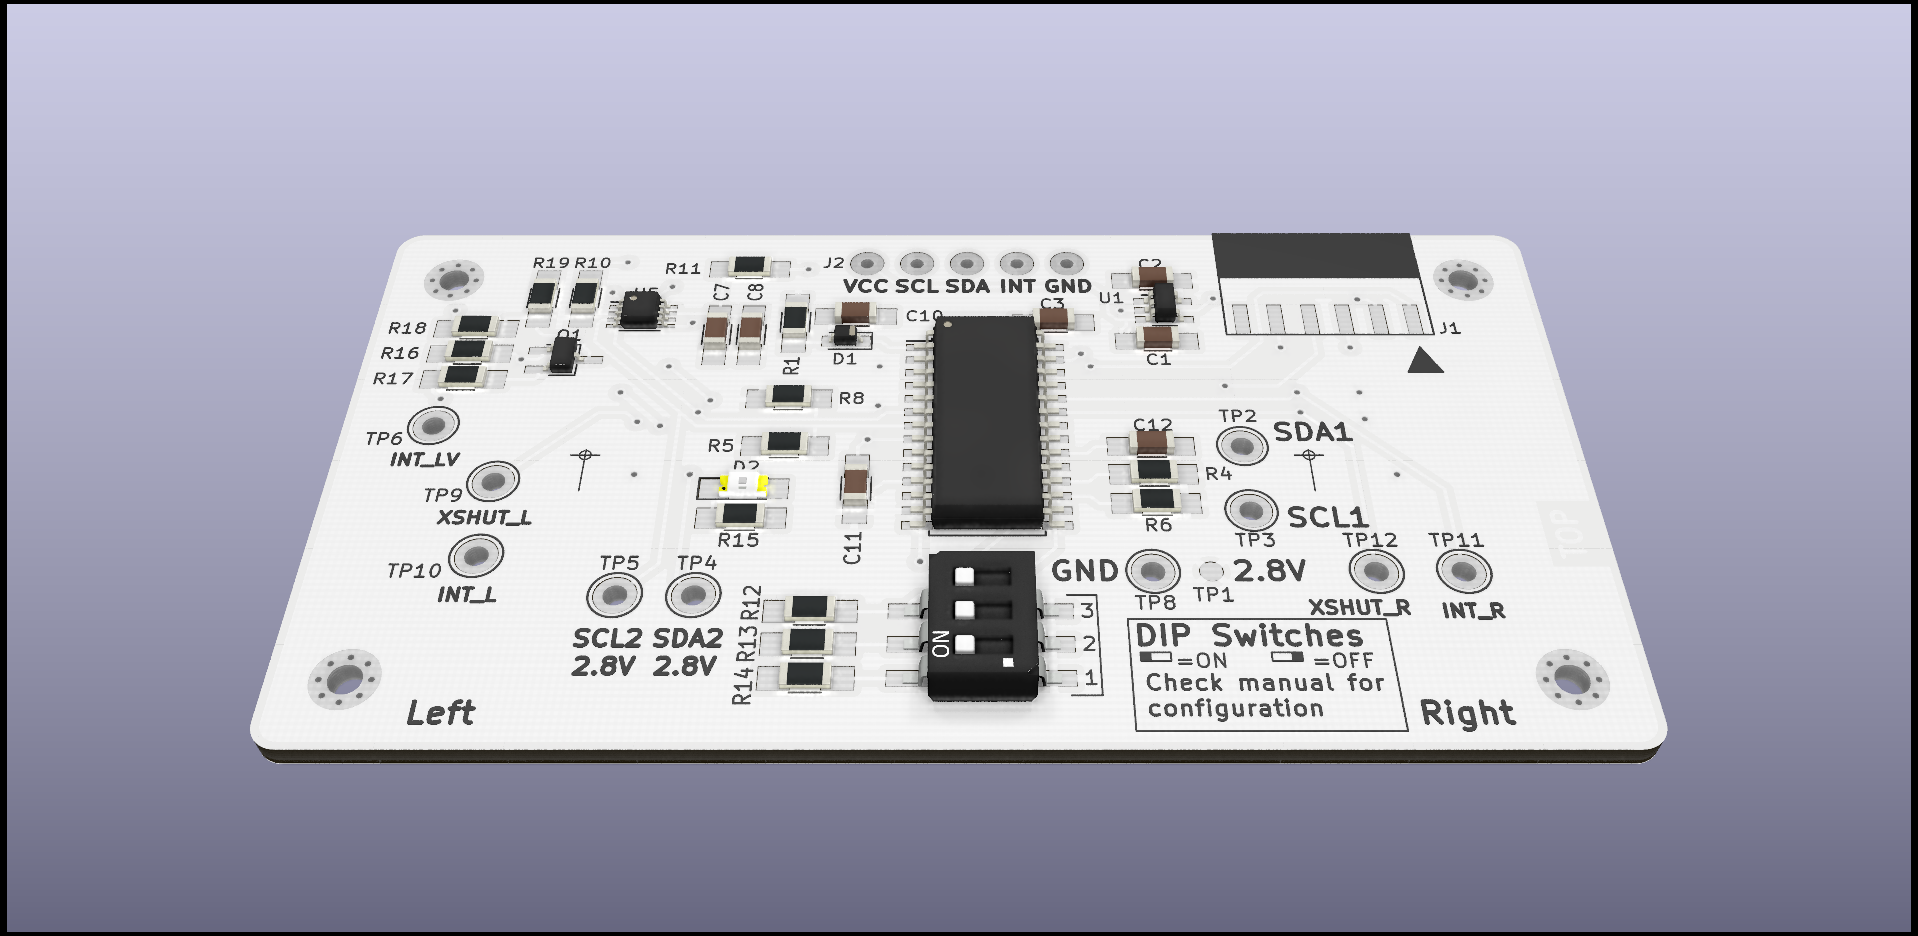 R19 R10
R11
C7
C8
J2
VCC SCL SDA INT GND
C2
U1
C3
J1
R18
R16
R17
Q1
R1
D1
C10
C1
R8
R5
D2
R15
C11
C12
R4
R6
TP2
SDA1
TP3
SCL1
TP6
INT_LV
TP9
XSHUT_L
TP10
INT_L
TP5
TP4
SCL2 SDA2
2.8V 2.8V
R12
R13
R14
ON
3
2
1
GND
TP8
TP1
2.8V
TP12
XSHUT_R
TP11
INT_R
TOP
DIP Switches
=ON =OFF
Check manual for
configuration
Left
Right